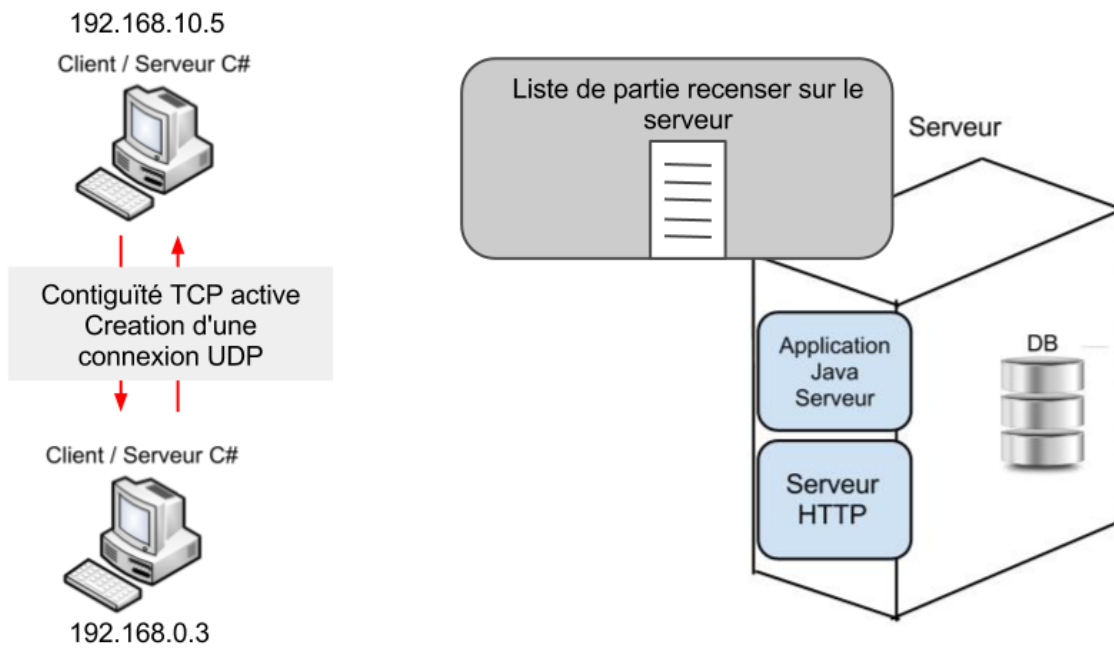 192.168.10.5
Client / Serveur C#
Contiguïté TCP active
Creation d'une
connexion UDP
Client / Serveur C#
192.168.0.3
Liste de partie recenser sur le
serveur
Serveur
Application
Java
Serveur
Serveur
HTTP
DB